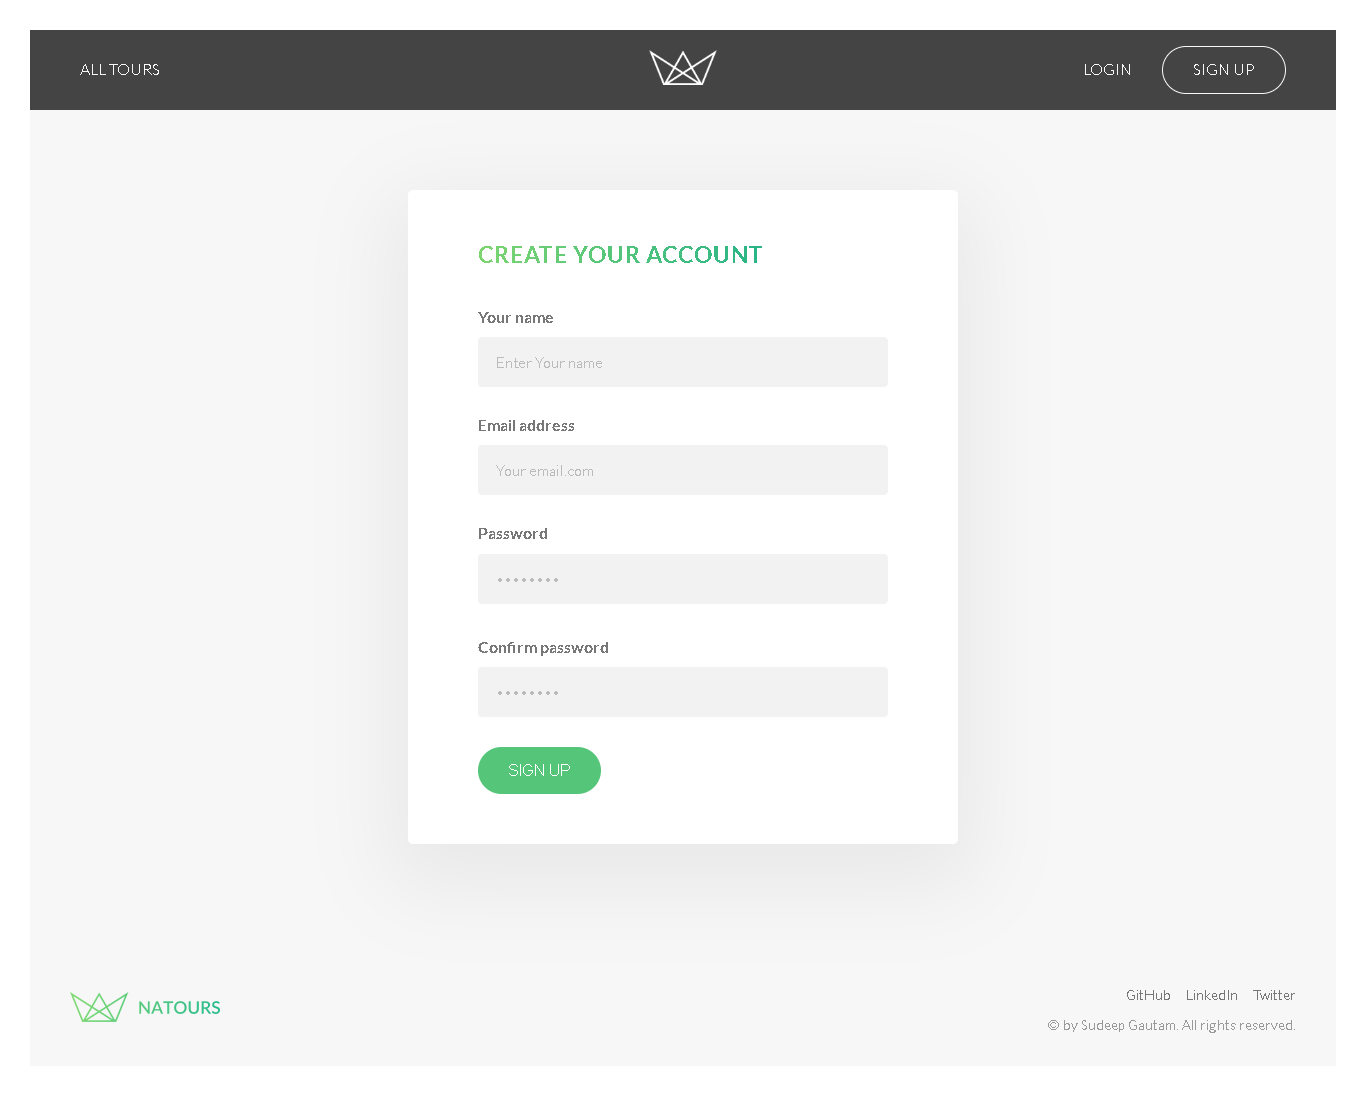 ALL TOURS
LOGIN
SIGN UP
CREATE YOUR ACCOUNT
Your name
Enter Your name
Email address
Your email.com
Password
••••••••
Confirm password
••••••••
SIGN UP
NATOURS
GitHub LinkedIn Twitter
© by Sudeep Gautam. All rights reserved.